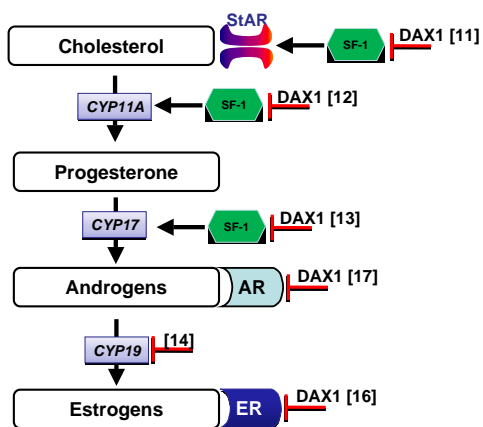 StAR
Cholesterol
SF-1
DAX1 [11]
CYP11A
SF-1
DAX1 [12]
Progesterone
CYP17
SF-1
DAX1 [13]
Androgens
AR
DAX1 [17]
CYP19
[14]
Estrogens
ER
DAX1 [16]